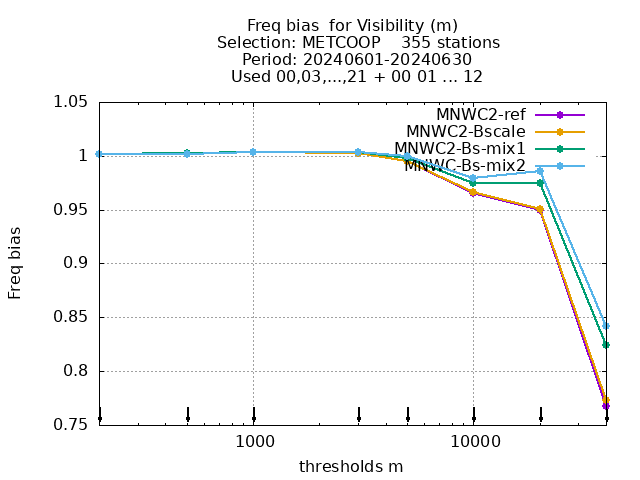 Freq bias  for Visibility (m)
Selection: METCOOP    355 stations
Period: 20240601-20240630
Used 00,03,...,21 + 00 01 ... 12
MNWC2-ref
MNWC2-Bscale
MNWC2-Bs-mix1
MNWC-Bs-mix2
1.05
1
0.95
0.9
0.85
0.8
0.75
Freq bias
1000
10000
thresholds m